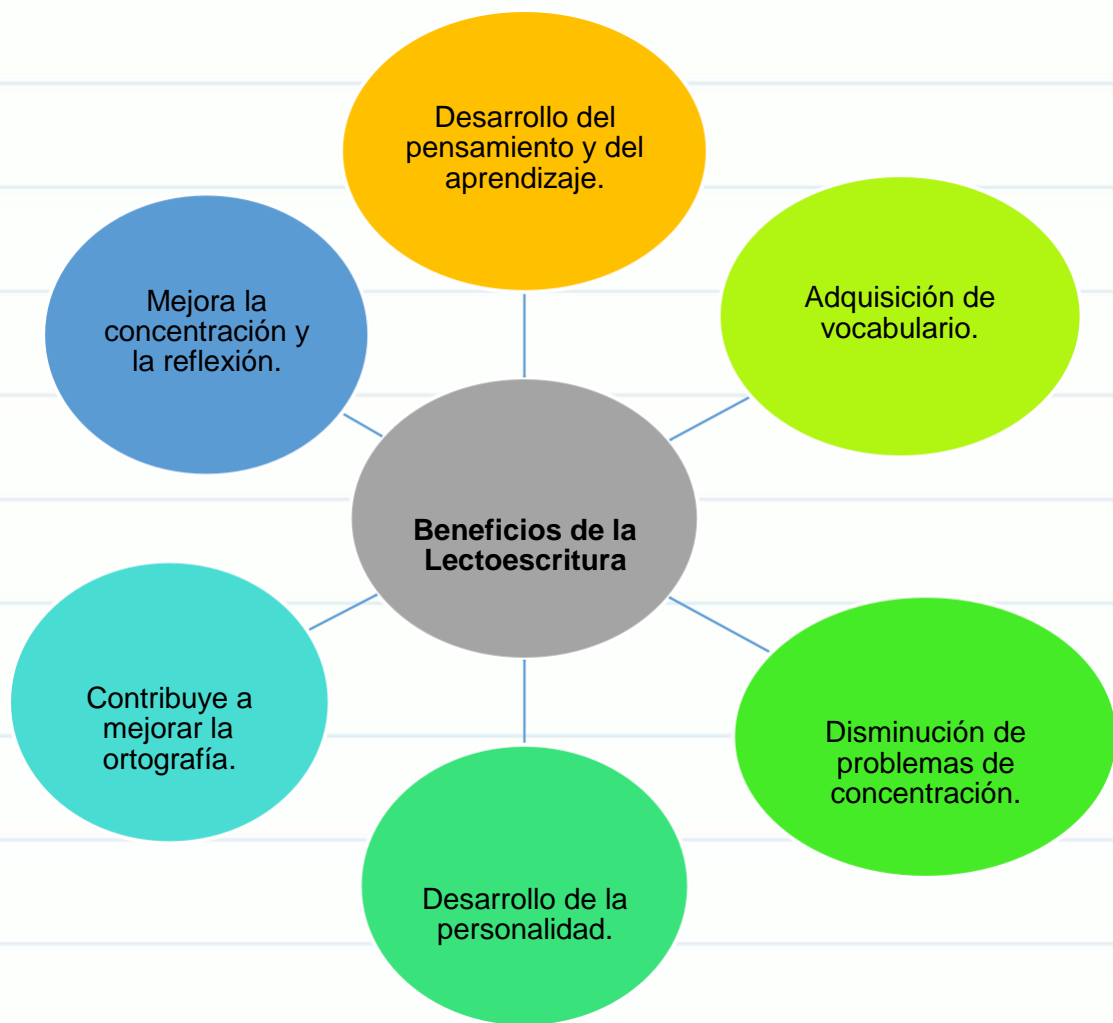 Desarrollo del
pensamiento y del
aprendizaje.
Adquisición de
vocabulario.
Mejora la
concentración y
la reflexión.
Beneficios de la
Lectoescritura
Contribuye a
mejorar la
ortografía.
Disminución de
problemas de
concentración.
Desarrollo de la
personalidad.